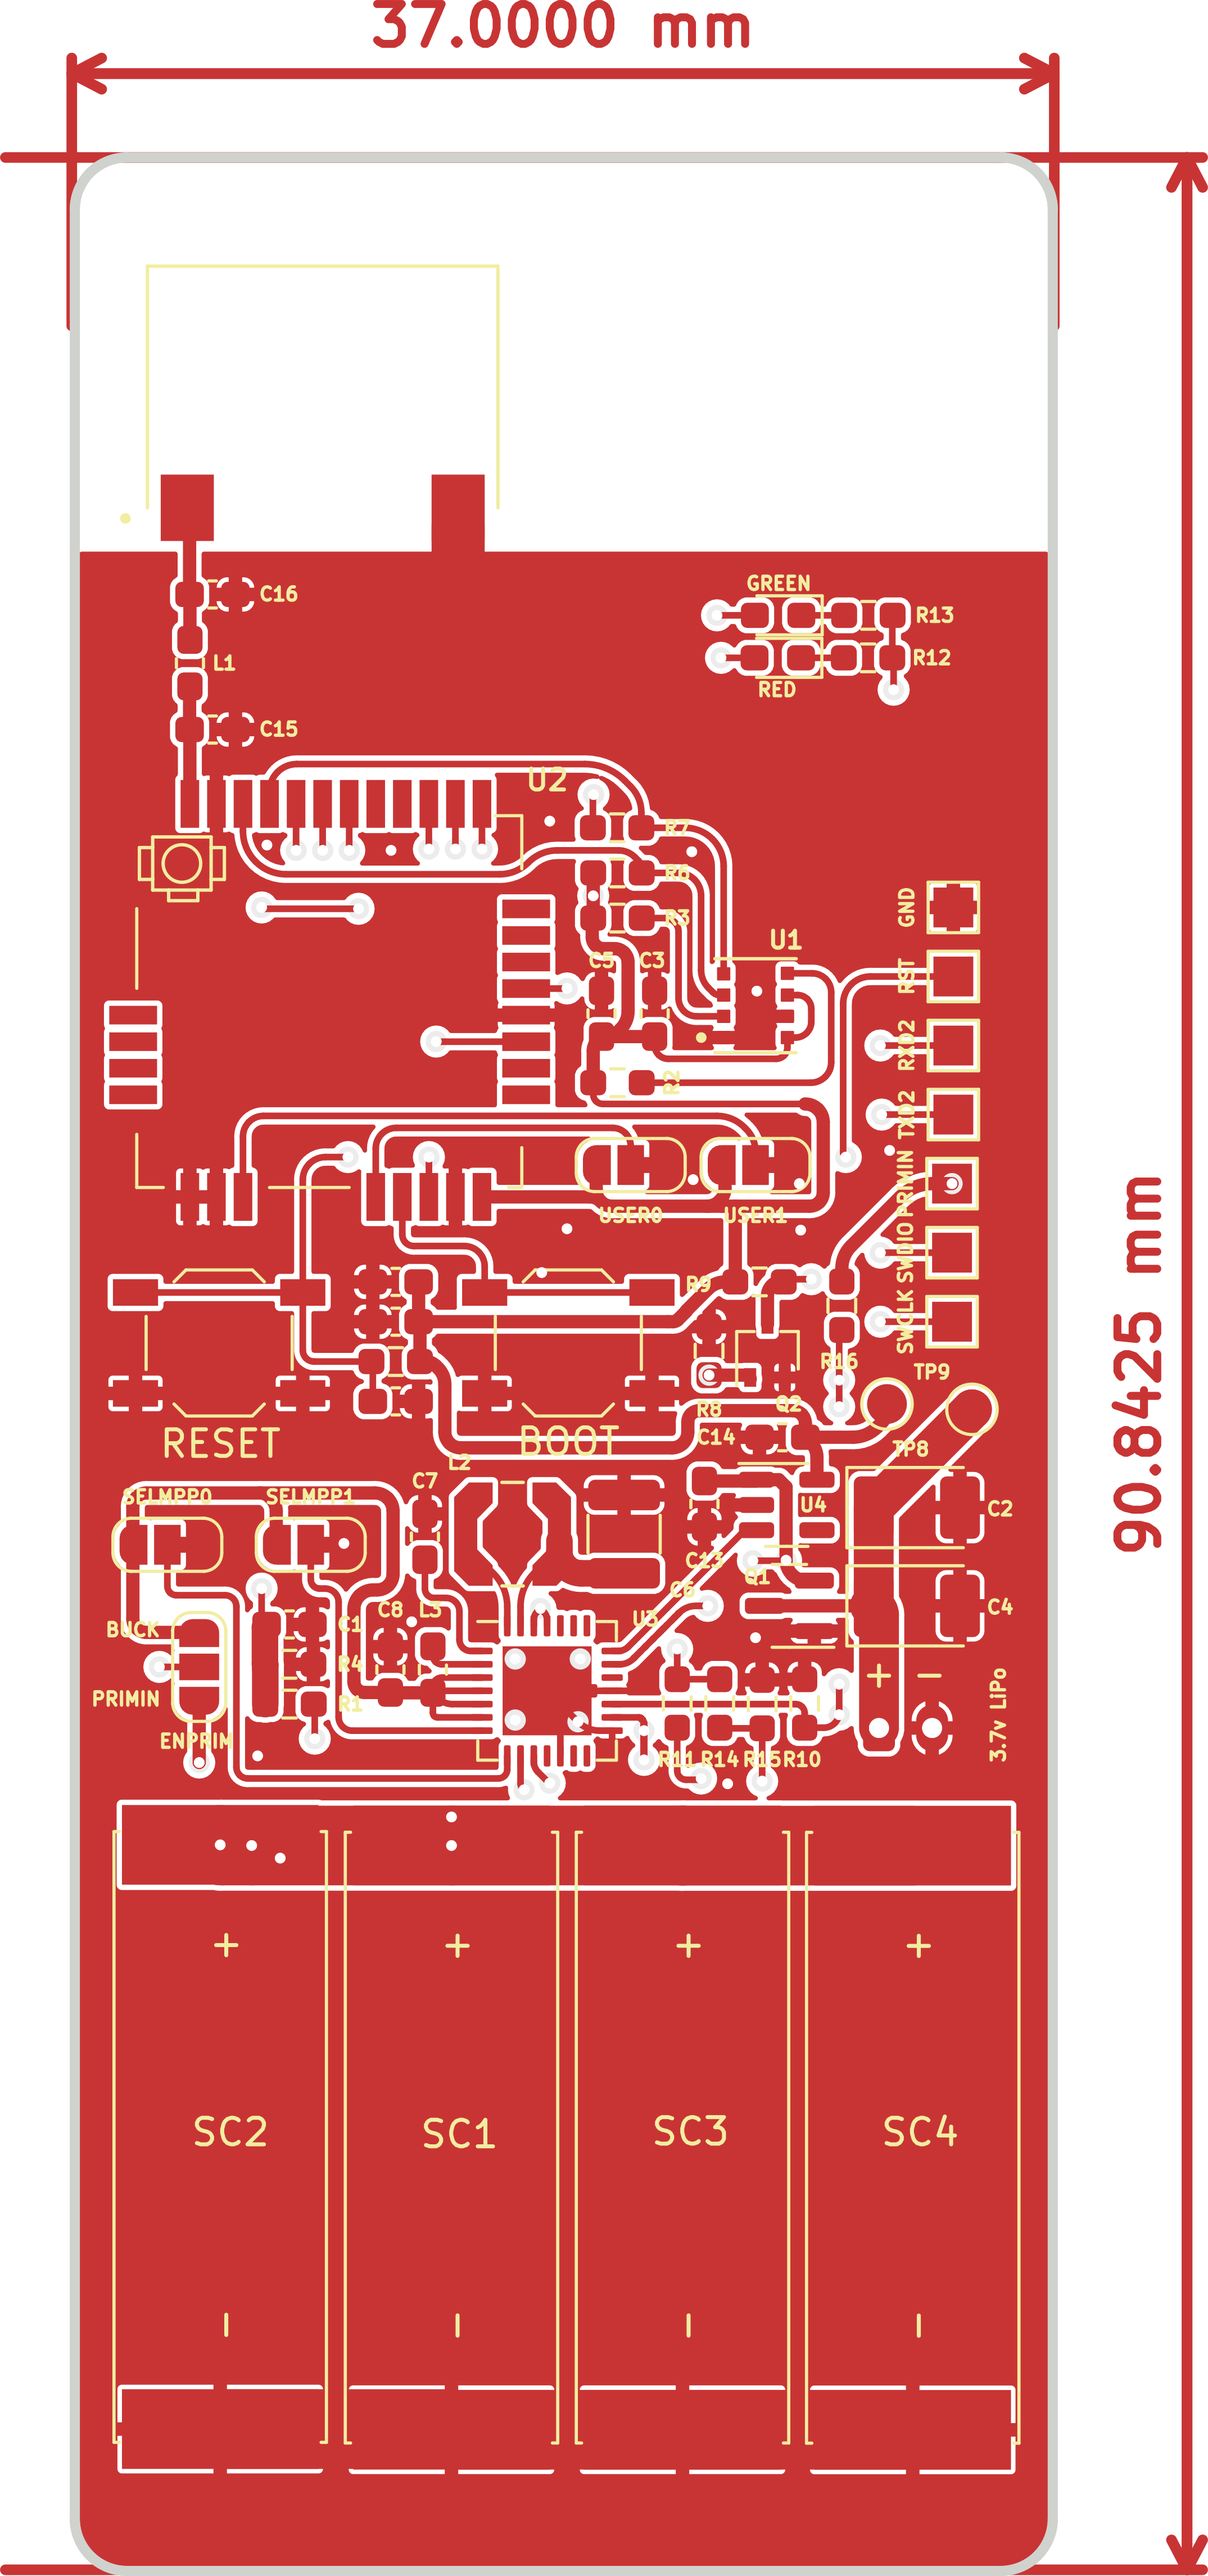 37.0000 mm
90.8425 mm
GREEN
C16
R13
L1
R12
RED
C15
U2
R7
R6
GND
R3
U1
C5
C3
RST
RXD2
R2
TXD2
PRIMIN
USER0
USER1
SWDIO
R9
SWCLK
R16
TP9
R8
Q2
RESET
BOOT
C14
TP8
L2
C7
SELMPP0
SELMPP1
U4
C2
C13
Q1
C6
C8
L3
C4
BUCK
C1
U3
R4
+ −
PRIMIN
R1
3.7v LiPo
ENPRIM
R11
R14
R15
R10
+ + + +
SC2
SC1
SC3
SC4
− − − −